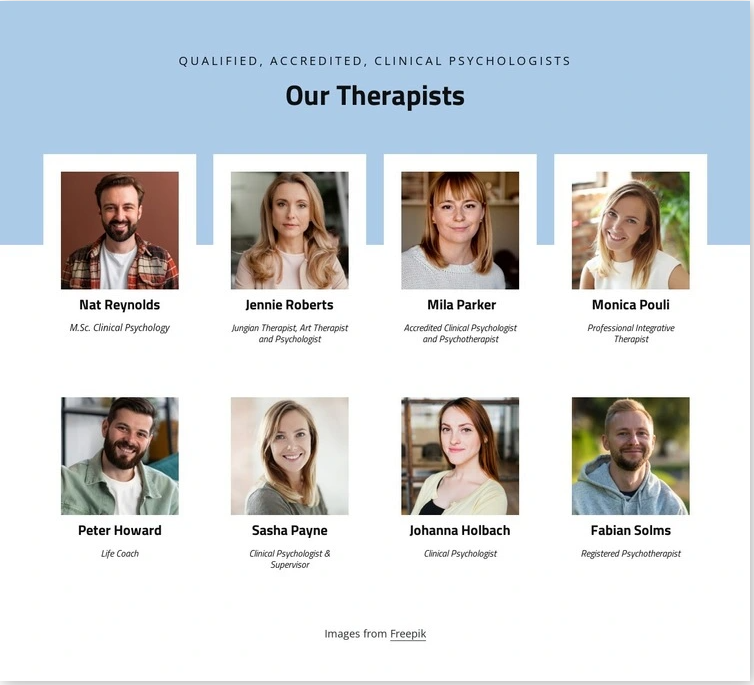 QUALIFIED, ACCREDITED, CLINICAL PSYCHOLOGISTS
Our Therapists
Nat Reynolds
M.Sc. Clinical Psychology
Jennie Roberts
Jungian Therapist, Art Therapist
and Psychologist
Mila Parker
Accredited Clinical Psychologist
and Psychotherapist
Monica Pouli
Professional Integrative
Therapist
Peter Howard
Life Coach
Sasha Payne
Clinical Psychologist &
Supervisor
Johanna Holbach
Clinical Psychologist
Fabian Solms
Registered Psychotherapist
Images from Freepik